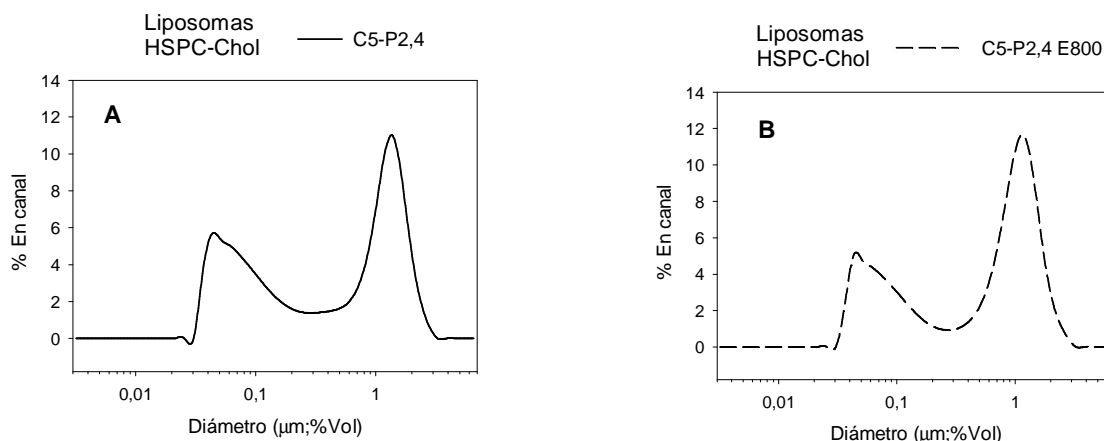 Liposomas
HSPC-Chol
C5-P2,4
14
12
10
8
6
4
2
0
A
% En canal
0,01
0,1
1
Diámetro (µm;%Vol)
Liposomas
HSPC-Chol
C5-P2,4 E800
14
12
10
8
6
4
2
0
B
% En canal
0,01
0,1
1
Diámetro (µm;%Vol)